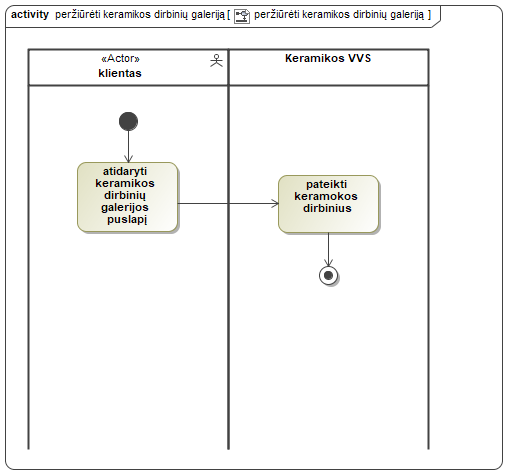 activity peržiūrėti keramikos dirbinių galeriją [ peržiūrėti keramikos dirbinių galeriją ]
«Actor»
klientas
Keramikos VVS
atidaryti
keramikos
dirbinių
galerijos
puslapį
pateikti
keramokos
dirbinius